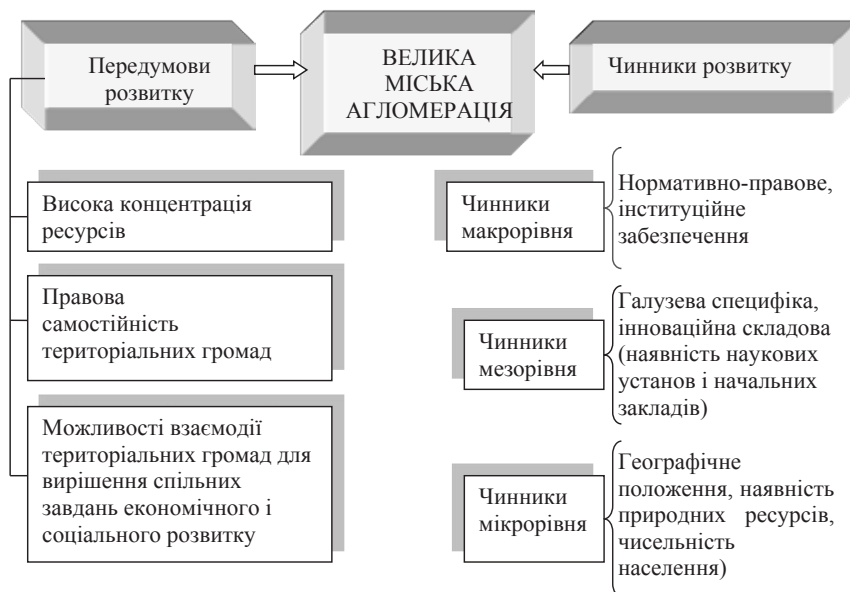 Передумови
розвитку
ВЕЛИКА
МІСЬКА
АГЛОМЕРАЦІЯ
Чинники розвитку
Висока концентрація
ресурсів
Правова
самостійність
територіальних громад
Можливості взаємодії
територіальних громад для
вирішення спільних
завдань економічного і
соціального розвитку
Чинники
макрорівня
Нормативно-правове,
інституційне
забезпечення
Чинники
мезорівня
Галузева специфіка,
інноваційна складова
(наявність наукових
установ і начальних
закладів)
Чинники
мікрорівня
Географічне
положення, наявність
природних ресурсів,
чисельність
населення)